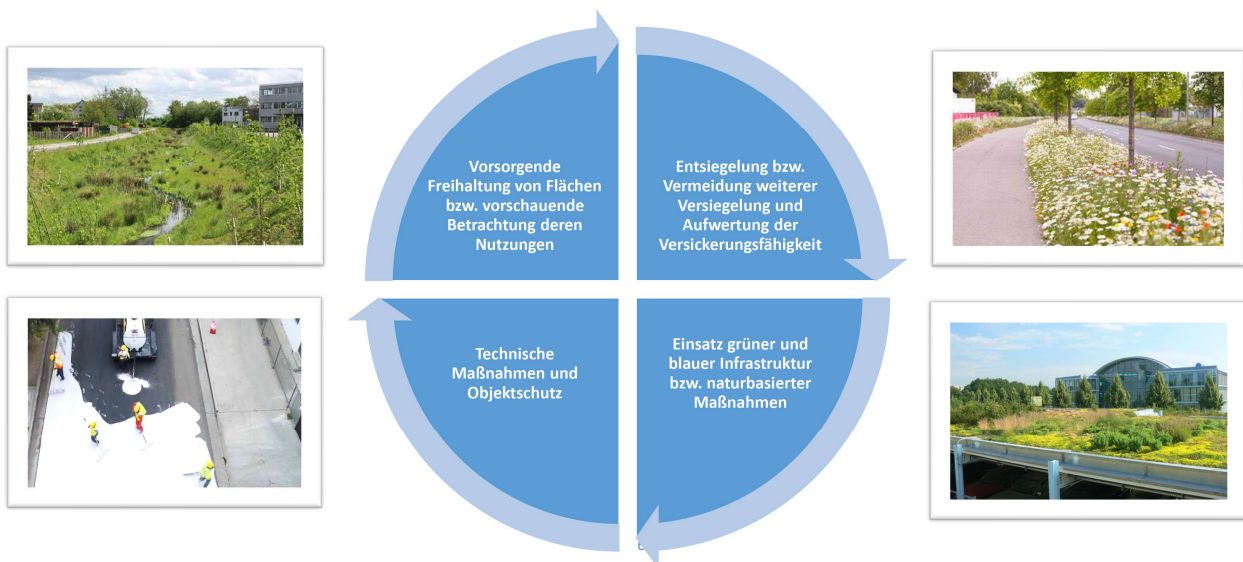 Vorsorgende
Freihaltung von Flächen
bzw. vorschauende
Betrachtung deren
Nutzungen
Entsiegelung bzw.
Vermeidung weiterer
Versiegelung und
Aufwertung der
Versickerungsfähigkeit
Technische
Maßnahmen und
Objektschutz
Einsatz grüner und
blauer Infrastruktur
bzw. naturbasierter
Maßnahmen